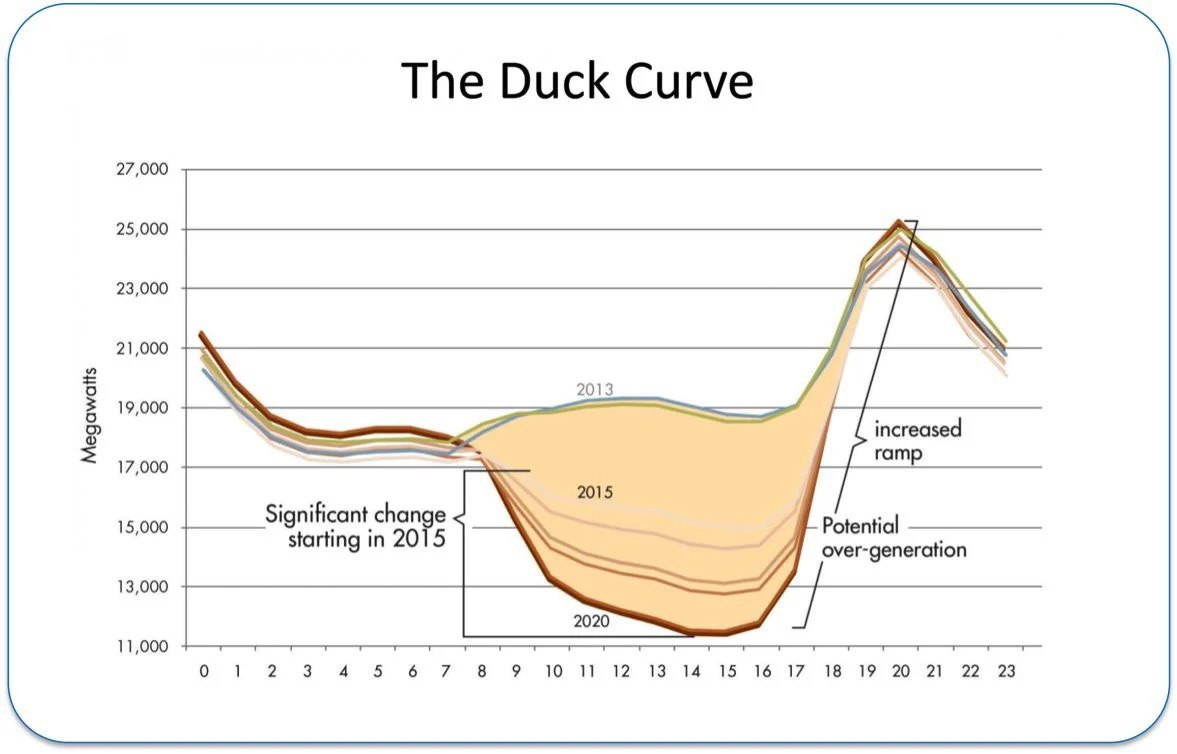 The Duck Curve
27,000
25,000
23,000
21,000
19,000
17,000
15,000
13,000
11,000
Megawatts
2013
2015
2020
Significant change
starting in 2015
increased
ramp
Potential
over-generation
0 1 2 3 4 5 6 7 8 9 10 11 12 13 14 15 16 17 18 19 20 21 22 23